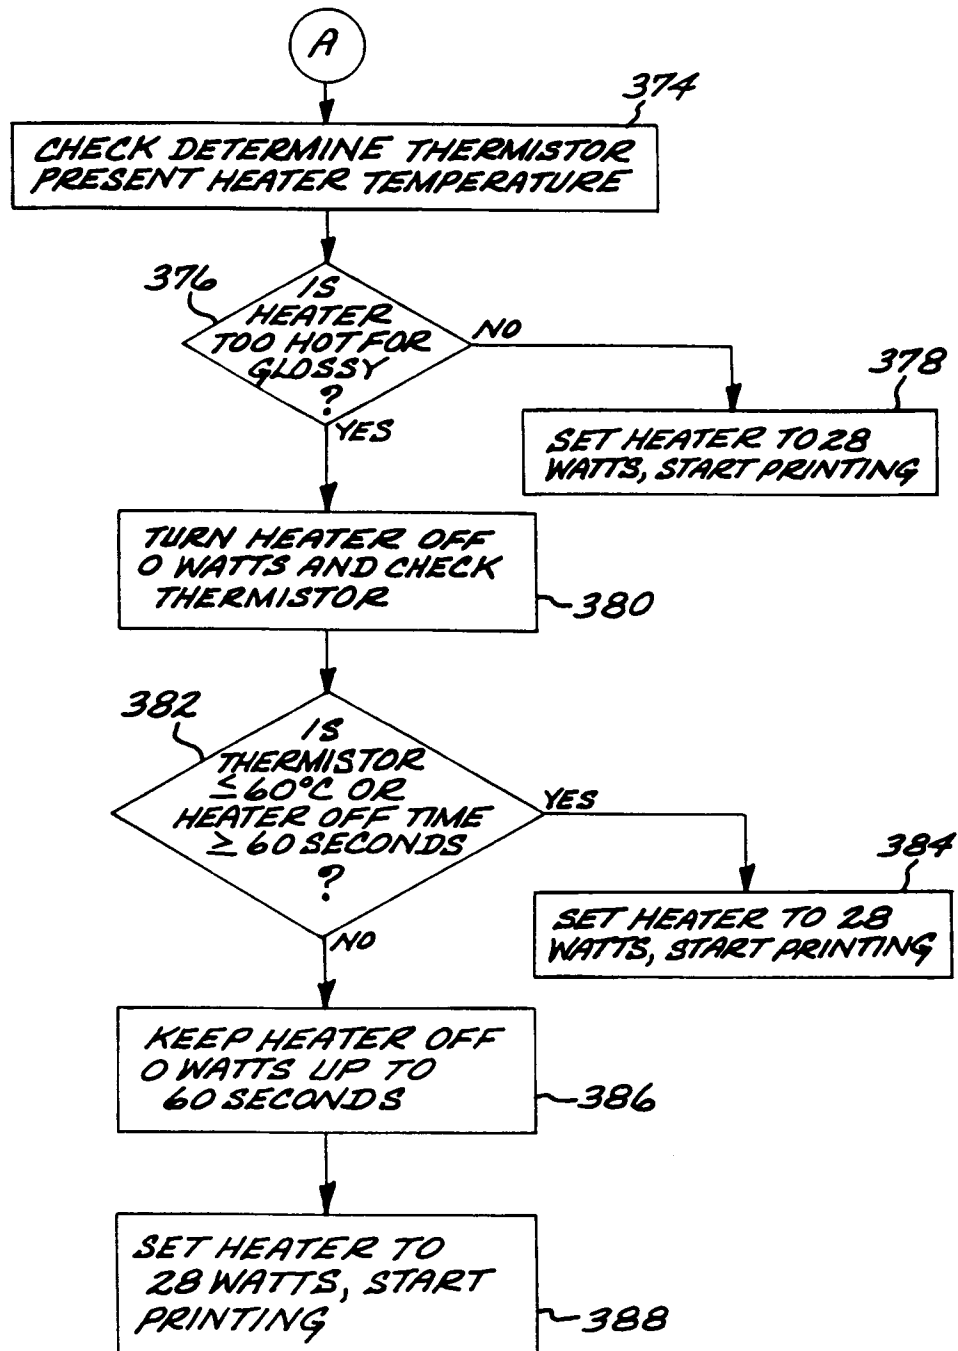 A
374
CHECK DETERMINE THERMISTOR
PRESENT HEATER TEMPERATURE
376
IS
HEATER
TOO HOT FOR
GLOSSY
?
NO
YES
378
SET HEATER TO 28
WATTS, START PRINTING
TURN HEATER OFF
0 WATTS AND CHECK
THERMISTOR
380
382
IS
THERMISTOR
≤ 60°C OR
HEATER OFF TIME
≥ 60 SECONDS
?
YES
NO
384
SET HEATER TO 28
WATTS, START PRINTING
KEEP HEATER OFF
0 WATTS UP TO
60 SECONDS
386
SET HEATER TO
28 WATTS, START
PRINTING
388